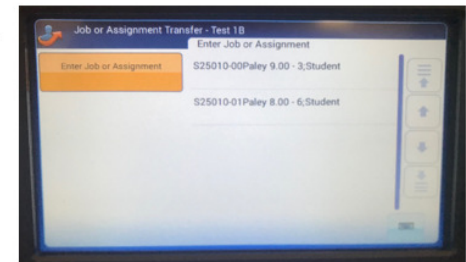 Job or Assignment Transfer - Test 1B
Enter Job or Assignment
Enter Job or Assignment
S25010-00Paley 9.00 - 3;Student
S25010-01Paley 8.00 - 6;Student